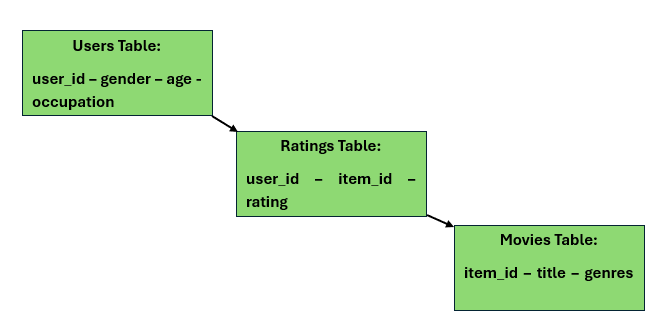 Users Table:
user_id – gender – age -
occupation
Ratings Table:
user_id – item_id –
rating
Movies Table:
item_id – title – genres